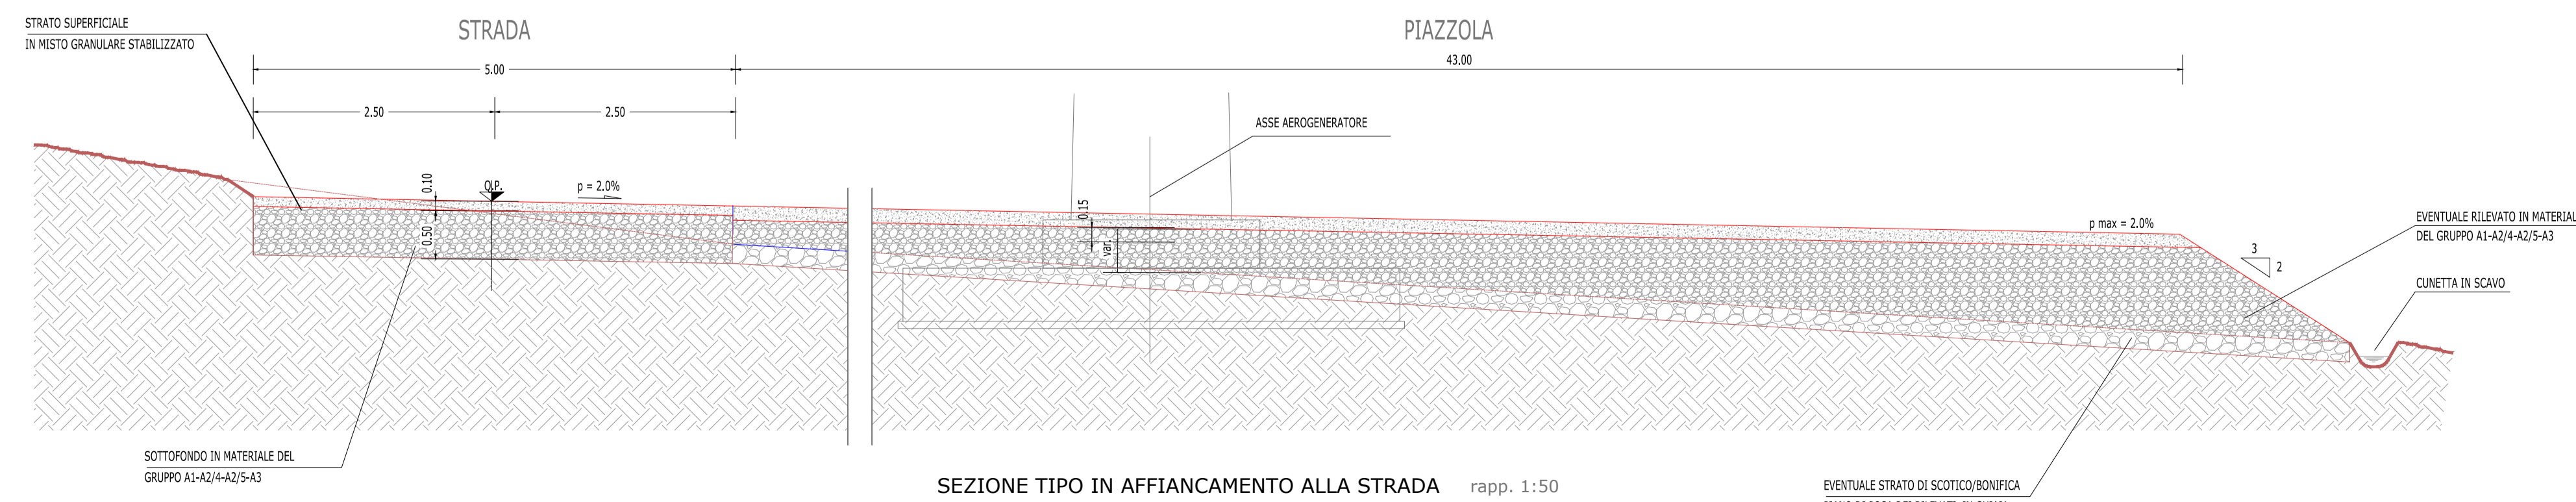 STRATO SUPERFICIALE
IN MISTO GRANULARE STABILIZZATO
STRADA
PIAZZOLA
5.00
43.00
2.50
2.50
ASSE AEROGENERATORE
0.10
Q.P.
p = 2.0%
0.50
0.15
var.
p max = 2.0%
EVENTUALE RILEVATO IN MATERIAL
DEL GRUPPO A1-A2/4-A2/5-A3
3
2
CUNETTA IN SCAVO
SOTTOFONDO IN MATERIALE DEL
GRUPPO A1-A2/4-A2/5-A3
SEZIONE TIPO IN AFFIANCAMENTO ALLA STRADA rapp. 1:50
EVENTUALE STRATO DI SCOTICO/BONIFICA